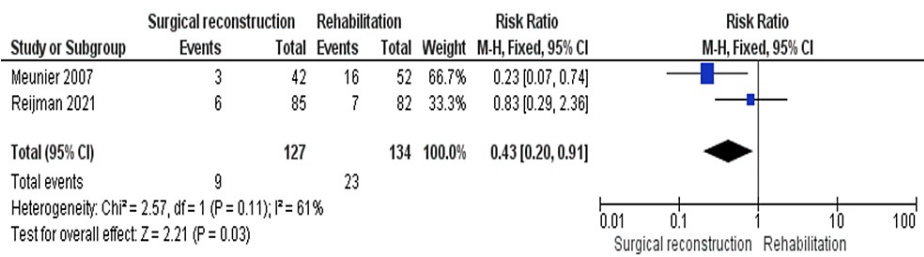 Surgical reconstruction Rehabilitation Risk Ratio Risk Ratio
Study or Subgroup Events Total Events Total Weight M-H, Fixed, 95% CI M-H, Fixed, 95% CI
Meunier 2007 3 42 16 52 66.7% 0.23 [0.07, 0.74]
Reijman 2021 6 85 7 82 33.3% 0.83 [0.29, 2.36]
Total (95% CI) 127 134 100.0% 0.43 [0.20, 0.91]
Total events 9 23
Heterogeneity: Chi² = 2.57, df = 1 (P = 0.11); I² = 61%
Test for overall effect: Z = 2.21 (P = 0.03)
0.01 0.1 1 10 100
Surgical reconstruction Rehabilitation